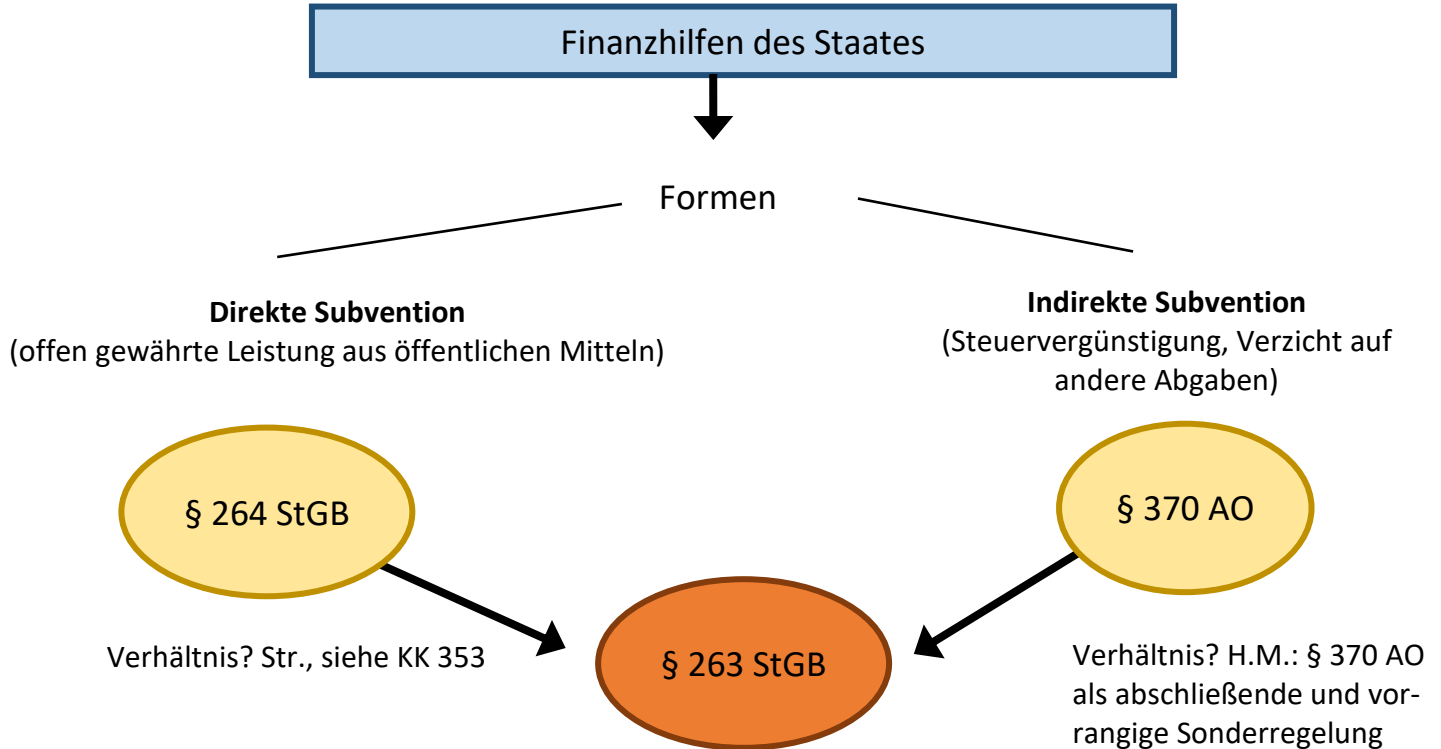 Finanzhilfen des Staates
Formen
Direkte Subvention
(offen gewährte Leistung aus öffentlichen Mitteln)
Indirekte Subvention
(Steuervergünstigung, Verzicht auf
andere Abgaben)
§ 264 StGB
§ 370 AO
Verhältnis? Str., siehe KK 353
§ 263 StGB
Verhältnis? H.M.: § 370 AO
als abschließende und vor-
rangige Sonderregelung